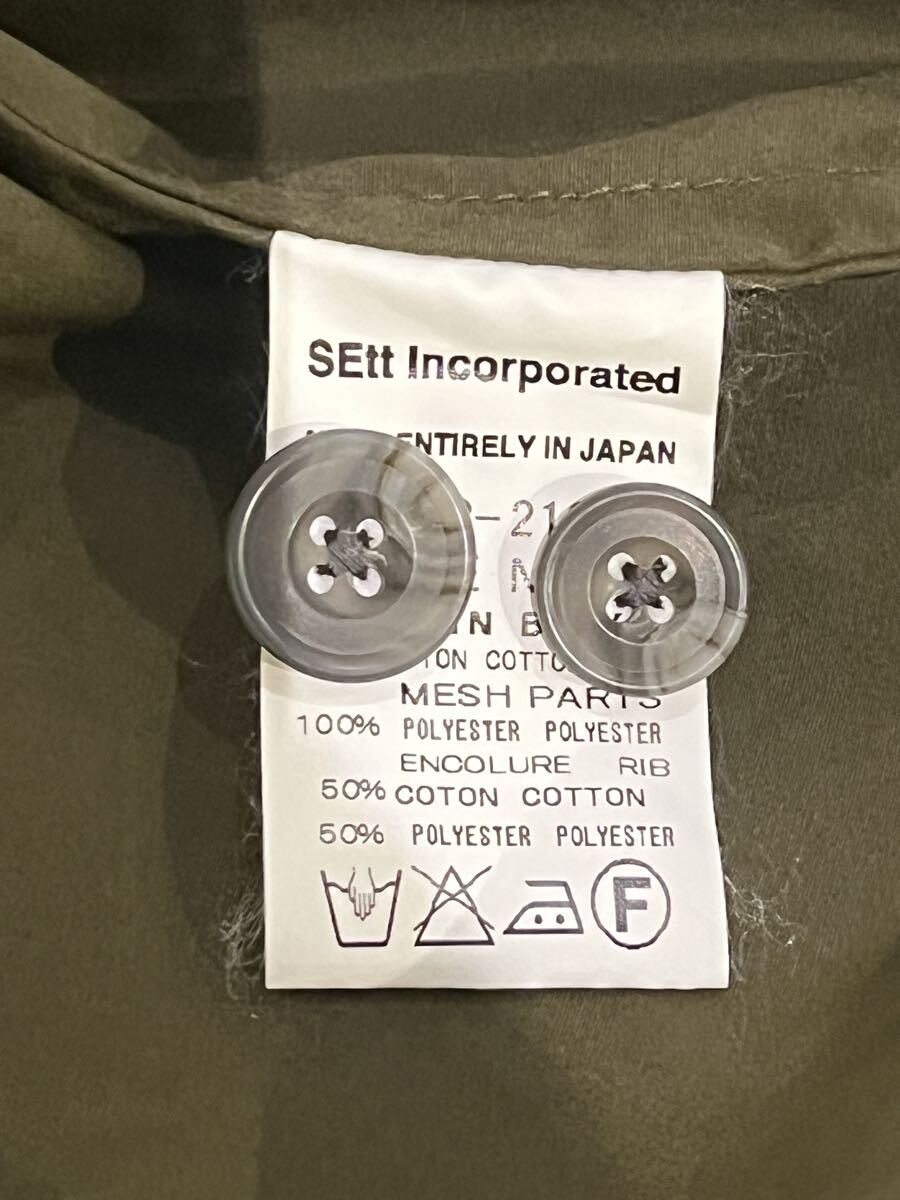 SEtt Incorporated
ENTIRELY IN JAPAN
MESH PARTS
100% POLYESTER POLYESTER
ENCOLURE RIB
50% COTON COTTON
50% POLYESTER POLYESTER
F